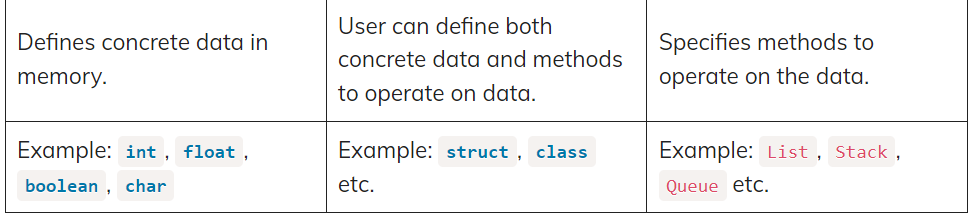 Defines concrete data in
memory.
User can define both
concrete data and methods
to operate on data.
Specifies methods to
operate on the data.
Example: int , float ,
boolean , char
Example: struct , class
etc.
Example: List , Stack ,
Queue etc.